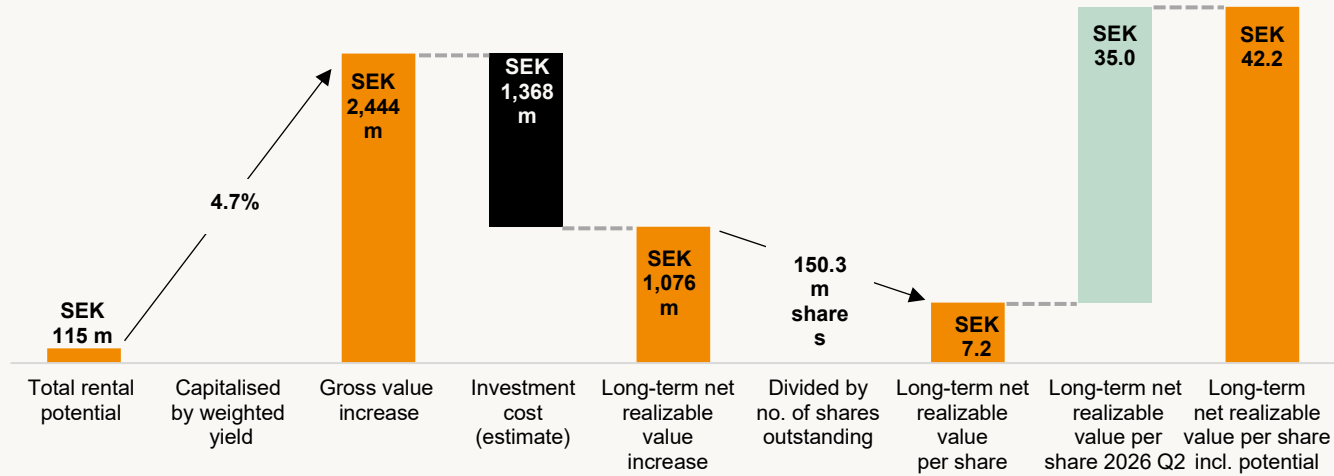 SEK
115 m
4.7%
SEK
2,444
m
SEK
1,368
m
SEK
1,076
m
150.3
m
share
s
SEK
7.2
SEK
35.0
SEK
42.2
Total rental
potential
Capitalised
by weighted
yield
Gross value
increase
Investment
cost
(estimate)
Long-term net
realizable
value
increase
Divided by
no. of shares
outstanding
Long-term net
realizable
value
per share
Long-term net
realizable
value per
share 2026 Q2
Long-term
net realizable
value per share
incl. potential